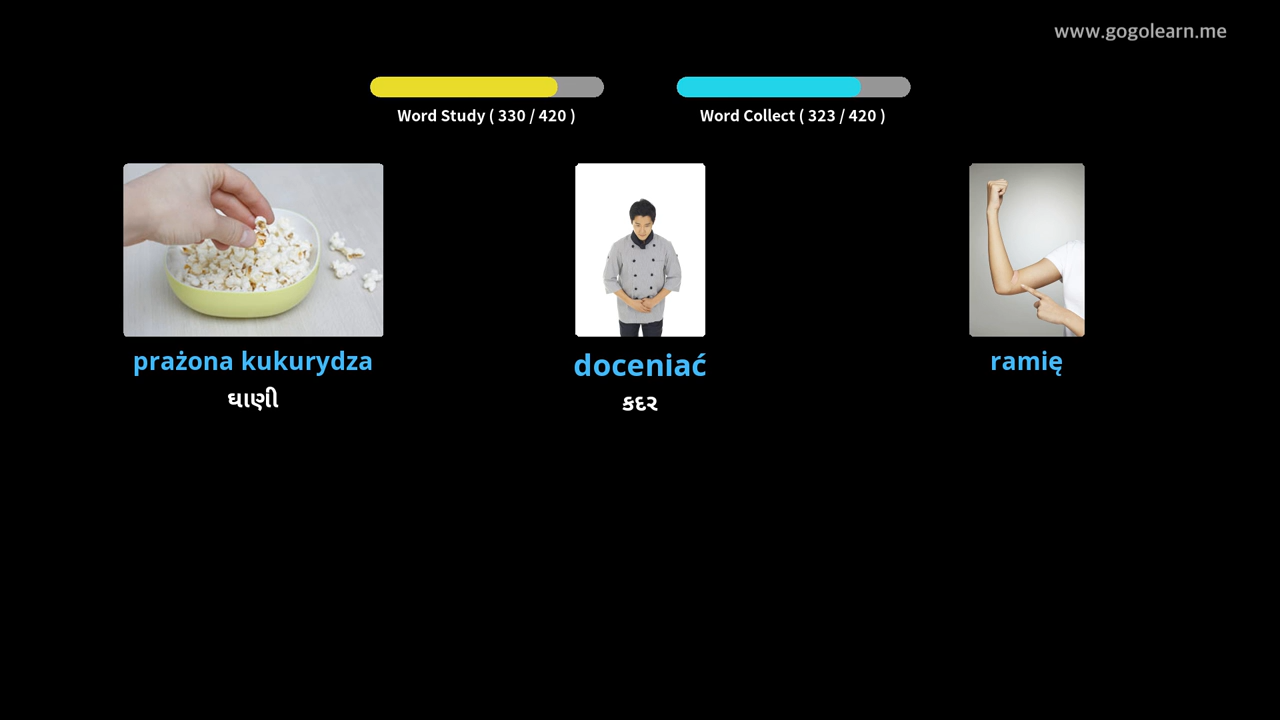 www.gogolearn.me
Word Study ( 330 / 420 )
Word Collect ( 323 / 420 )
prażona kukurydza
doceniać
ramię
ઘાણી
કદર